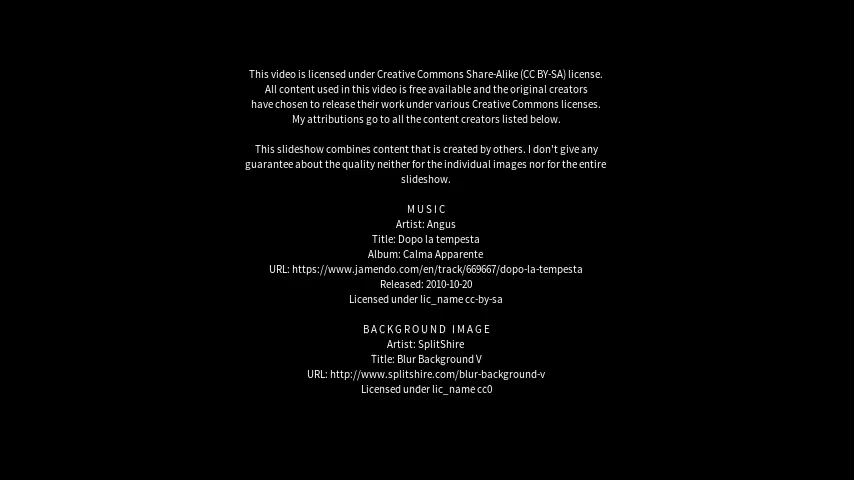 This video is licensed under Creative Commons Share-Alike (CC BY-SA) license.
All content used in this video is free available and the original creators
have chosen to release their work under various Creative Commons licenses.
My attributions go to all the content creators listed below.
This slideshow combines content that is created by others. I don't give any
guarantee about the quality neither for the individual images nor for the entire
slideshow.
MUSIC
Artist: Angus
Title: Dopo la tempesta
Album: Calma Apparente
URL: https://www.jamendo.com/en/track/669667/dopo-la-tempesta
Released: 2010-10-20
Licensed under lic_name cc-by-sa
BACKGROUND IMAGE
Artist: SplitShire
Title: Blur Background V
URL: http://www.splitshire.com/blur-background-v
Licensed under lic_name cc0